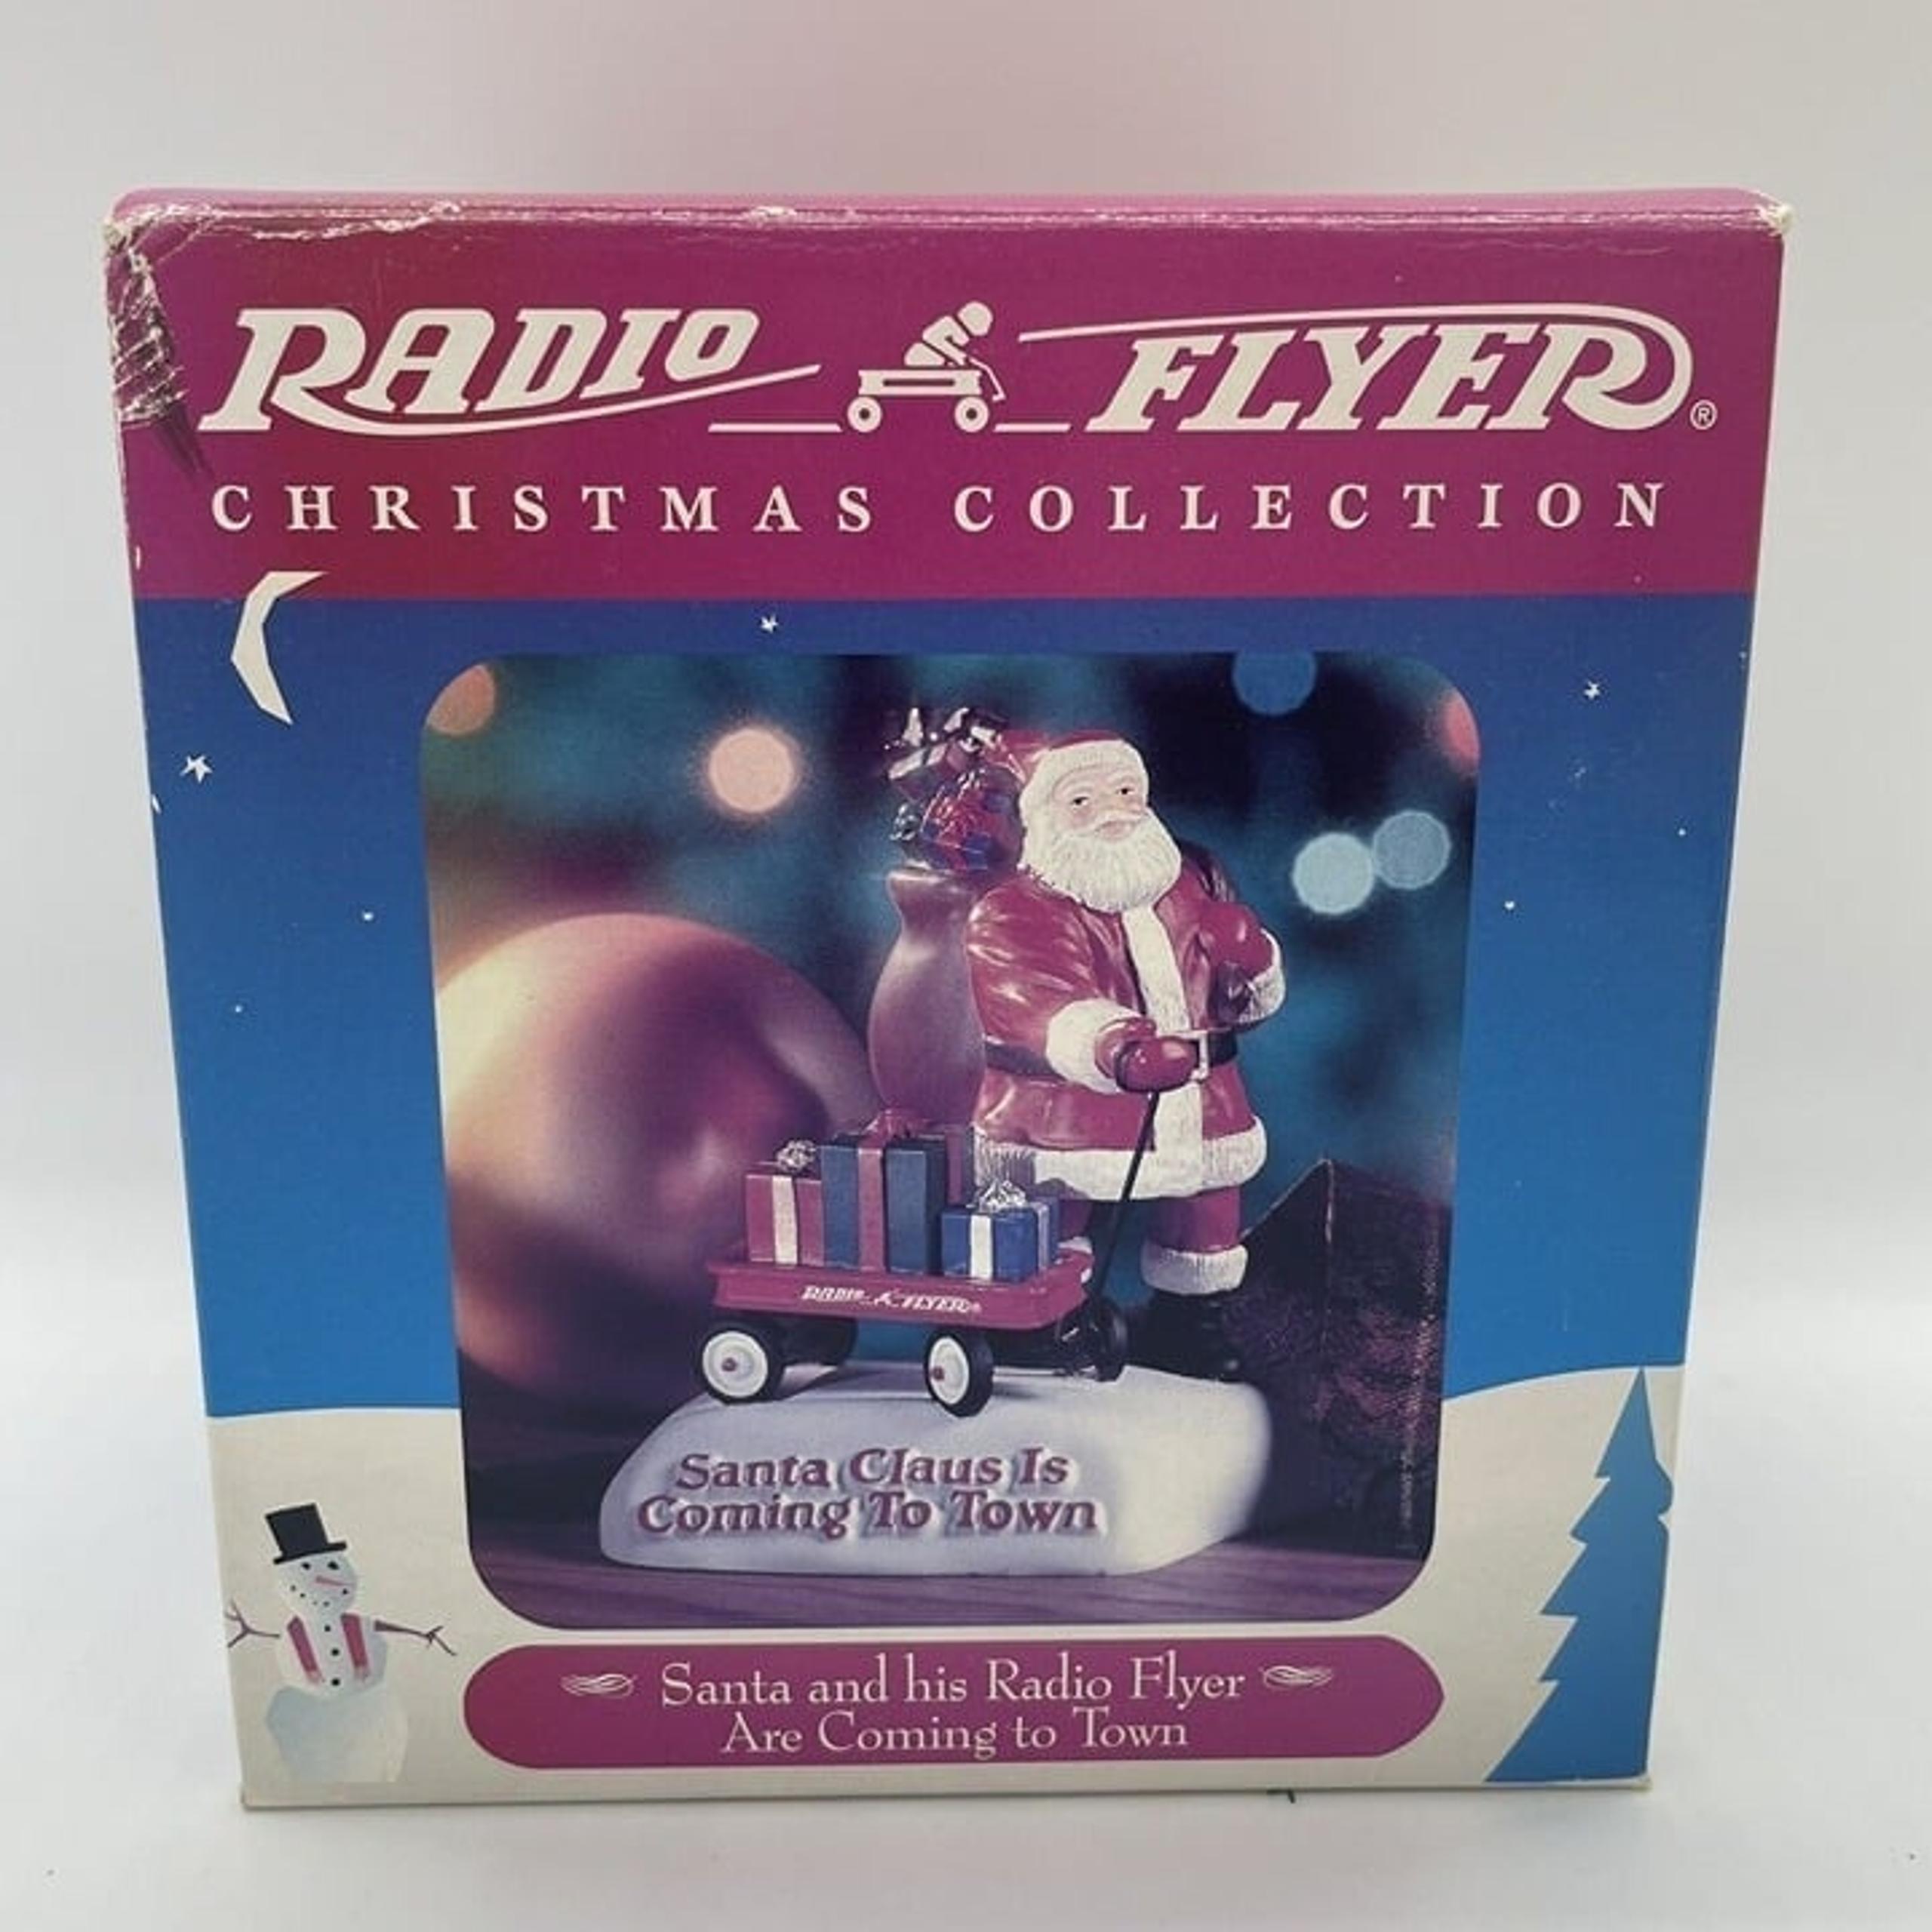 RADIO FLYER®
CHRISTMAS COLLECTION
RADIO FLYER®
Santa Claus Is
Coming To Town
Santa and his Radio Flyer
Are Coming to Town